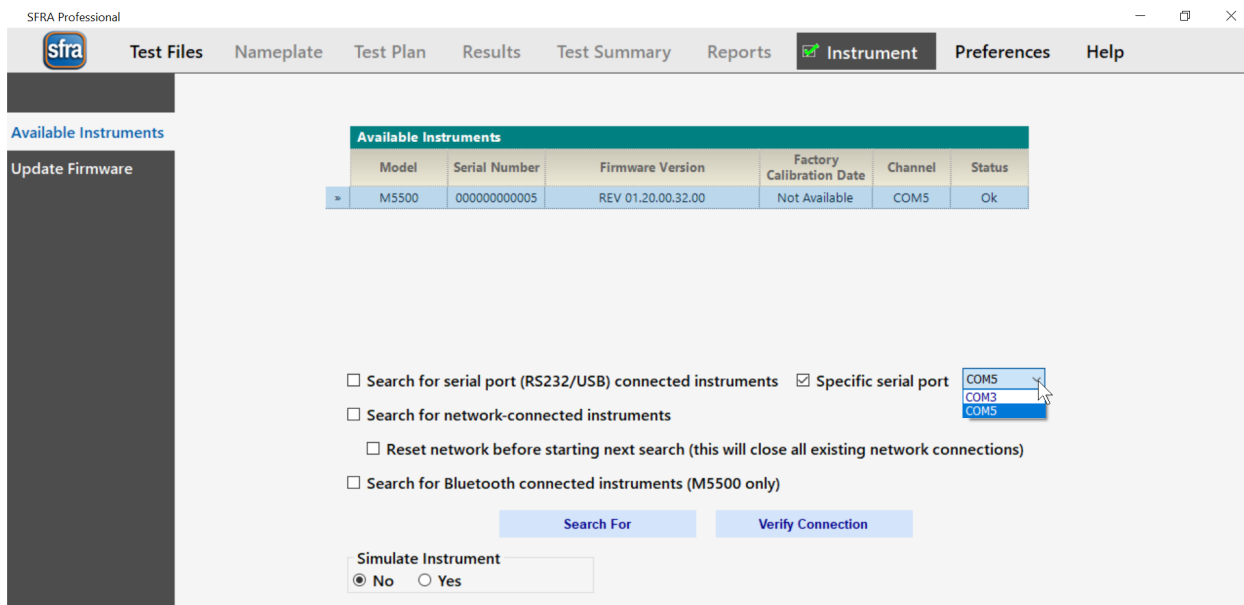 SFRA Professional
sfra Test Files Nameplate Test Plan Results Test Summary Reports Instrument Preferences Help
Available Instruments
Update Firmware
Available Instruments
Model Serial Number Firmware Version Factory Calibration Date Channel Status
» M5500 000000000005 REV 01.20.00.32.00 Not Available COM5 Ok
Search for serial port (RS232/USB) connected instruments Specific serial port COM5
COM3
COM5
Search for network-connected instruments
Reset network before starting next search (this will close all existing network connections)
Search for Bluetooth connected instruments (M5500 only)
Search For Verify Connection
Simulate Instrument
No Yes